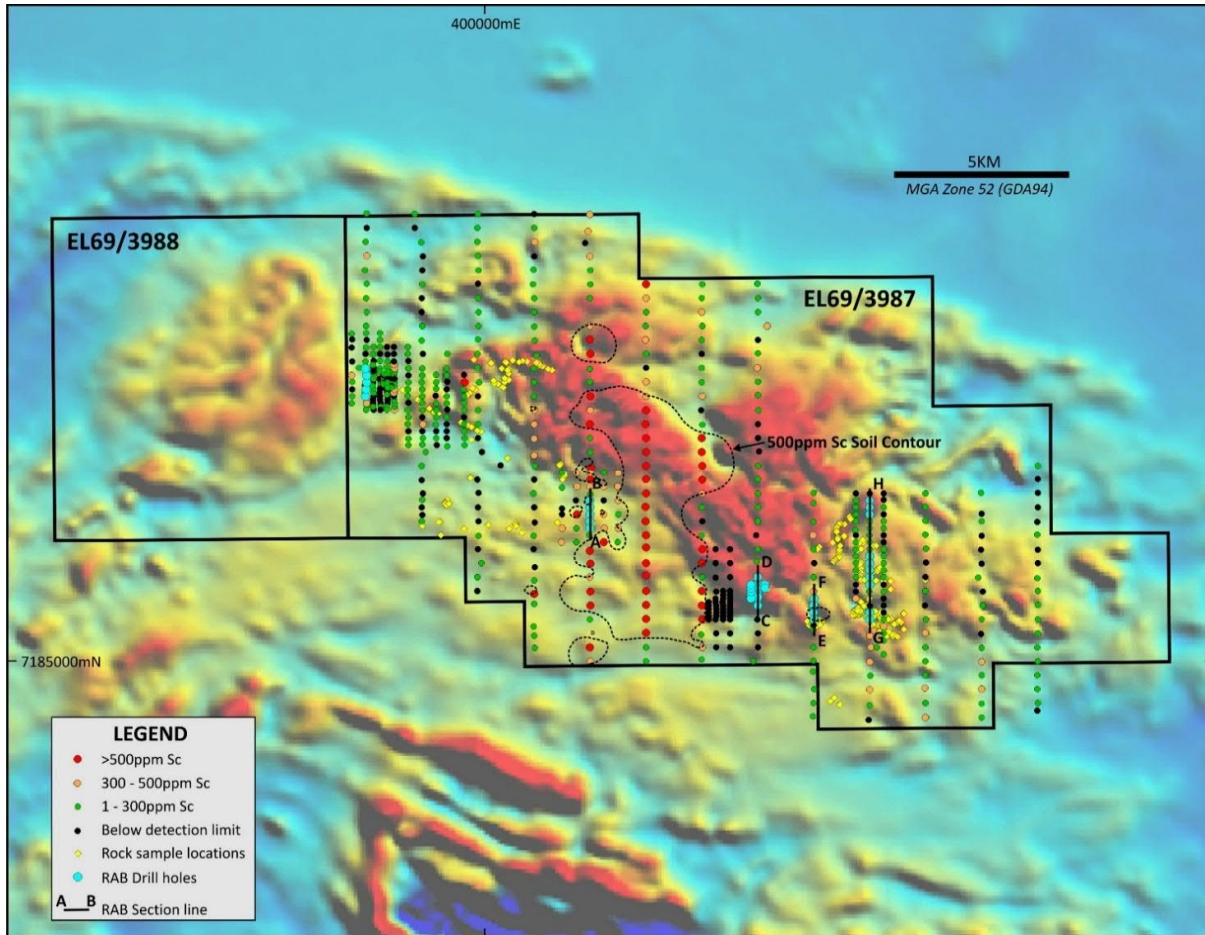 400000mE
5KM
MGA Zone 52 (GDA94)
EL69/3988
EL69/3987
500ppm Sc Soil Contour
B
H
A
D
F
C
E
G
7185000mN
LEGEND
>500ppm Sc
300 - 500ppm Sc
1 - 300ppm Sc
Below detection limit
Rock sample locations
RAB Drill holes
A B RAB Section line